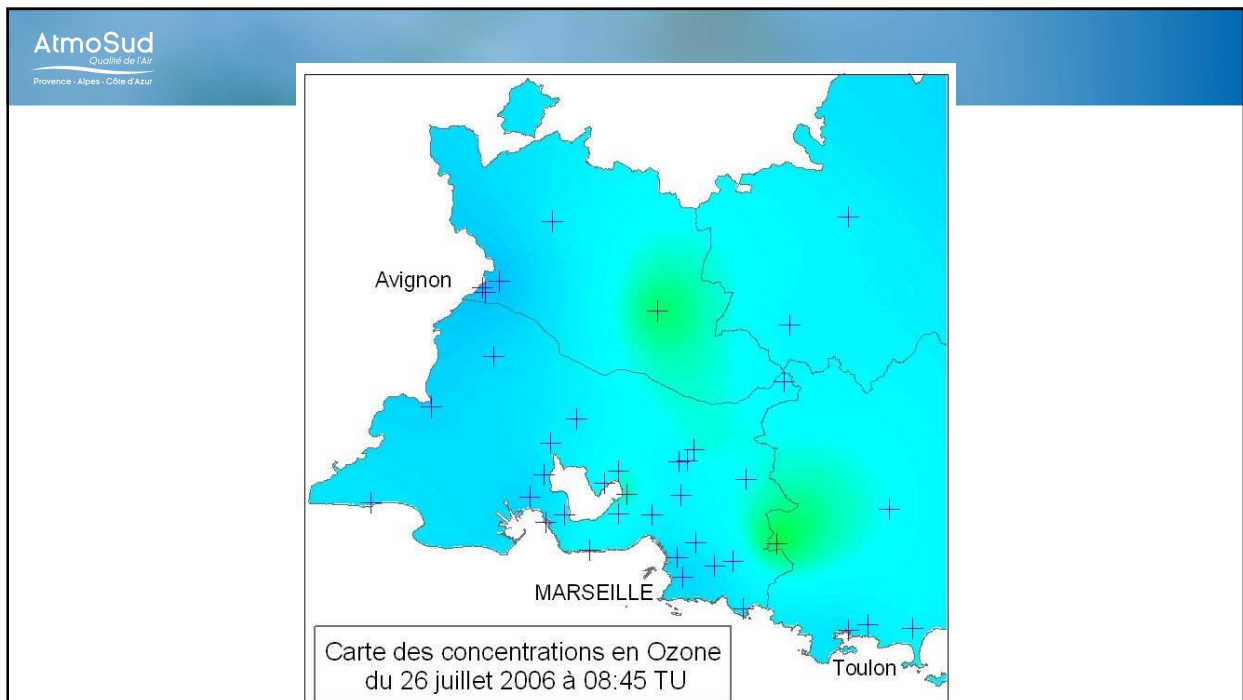 AtmoSud
Qualité de l'Air
Provence - Alpes - Côte d'Azur
Avignon
MARSEILLE
Toulon
Carte des concentrations en Ozone
du 26 juillet 2006 à 08:45 TU